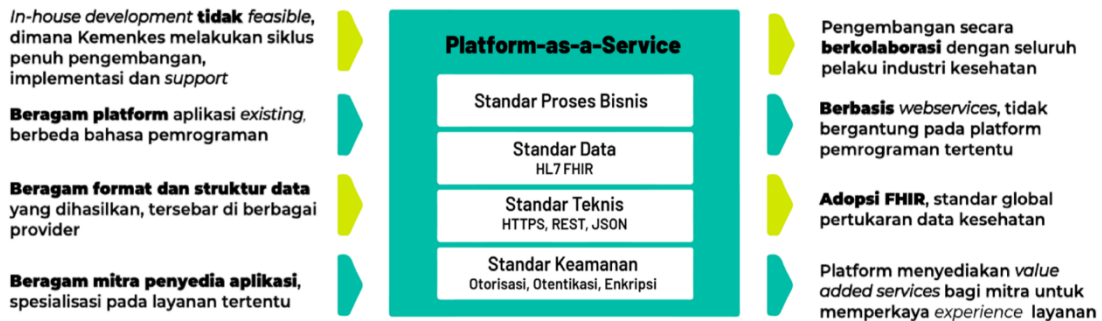 In-house development tidak feasible,
dimana Kemenkes melakukan siklus
penuh pengembangan,
implementasi dan support
Beragam platform aplikasi existing,
berbeda bahasa pemrograman
Beragam format dan struktur data
yang dihasilkan, tersebar di berbagai
provider
Beragam mitra penyedia aplikasi,
spesialisasi pada layanan tertentu
Platform-as-a-Service
Standar Proses Bisnis
Standar Data
HL7 FHIR
Standar Teknis
HTTPS, REST, JSON
Standar Keamanan
Otorisasi, Otentikasi, Enkripsi
Pengembangan secara
berkolaborasi dengan seluruh
pelaku industri kesehatan
Berbasis webservices, tidak
bergantung pada platform
pemrograman tertentu
Adopsi FHIR, standar global
pertukaran data kesehatan
Platform menyediakan value
added services bagi mitra untuk
memperkaya experience layanan